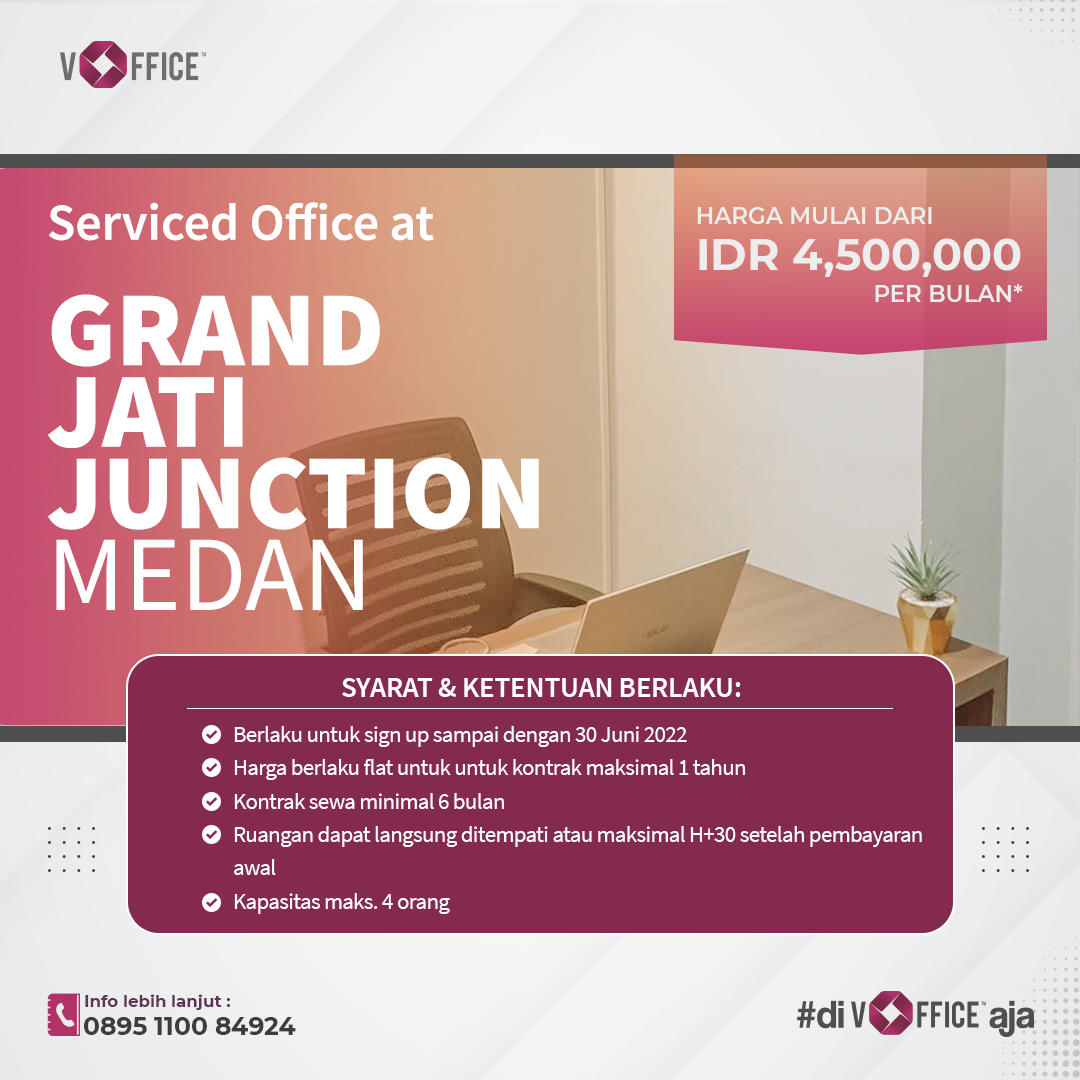 VOFFICE™
Serviced Office at
GRAND
JATI
JUNCTION
MEDAN
HARGA MULAI DARI
IDR 4,500,000
PER BULAN*
SYARAT & KETENTUAN BERLAKU:
Berlaku untuk sign up sampai dengan 30 Juni 2022
Harga berlaku flat untuk untuk kontrak maksimal 1 tahun
Kontrak sewa minimal 6 bulan
Ruangan dapat langsung ditempati atau maksimal H+30 setelah pembayaran
awal
Kapasitas maks. 4 orang
Info lebih lanjut :
0895 1100 84924
#di VOFFICE™ aja